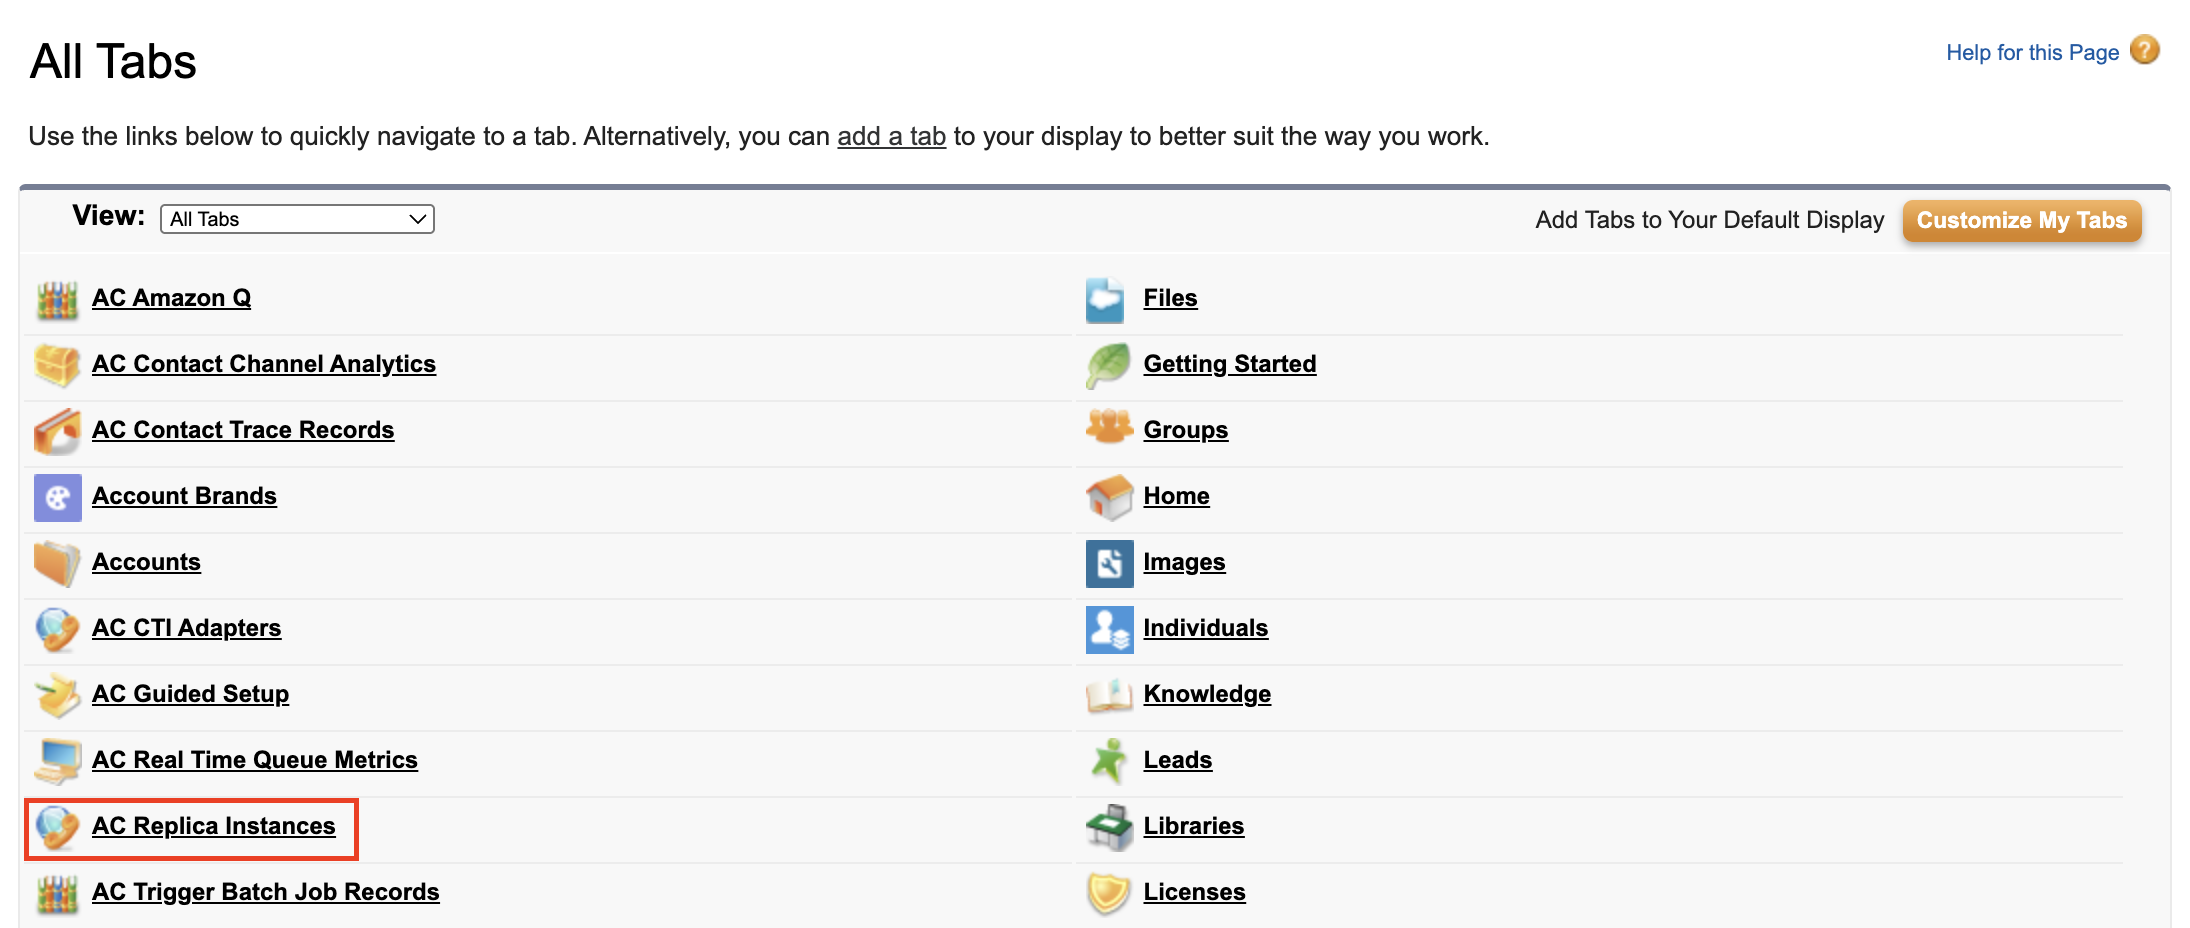 All Tabs
Help for this Page ?
Use the links below to quickly navigate to a tab. Alternatively, you can add a tab to your display to better suit the way you work.
View: All Tabs
Add Tabs to Your Default Display Customize My Tabs
AC Amazon Q
AC Contact Channel Analytics
AC Contact Trace Records
Account Brands
Accounts
AC CTI Adapters
AC Guided Setup
AC Real Time Queue Metrics
AC Replica Instances
AC Trigger Batch Job Records
Files
Getting Started
Groups
Home
Images
Individuals
Knowledge
Leads
Libraries
Licenses